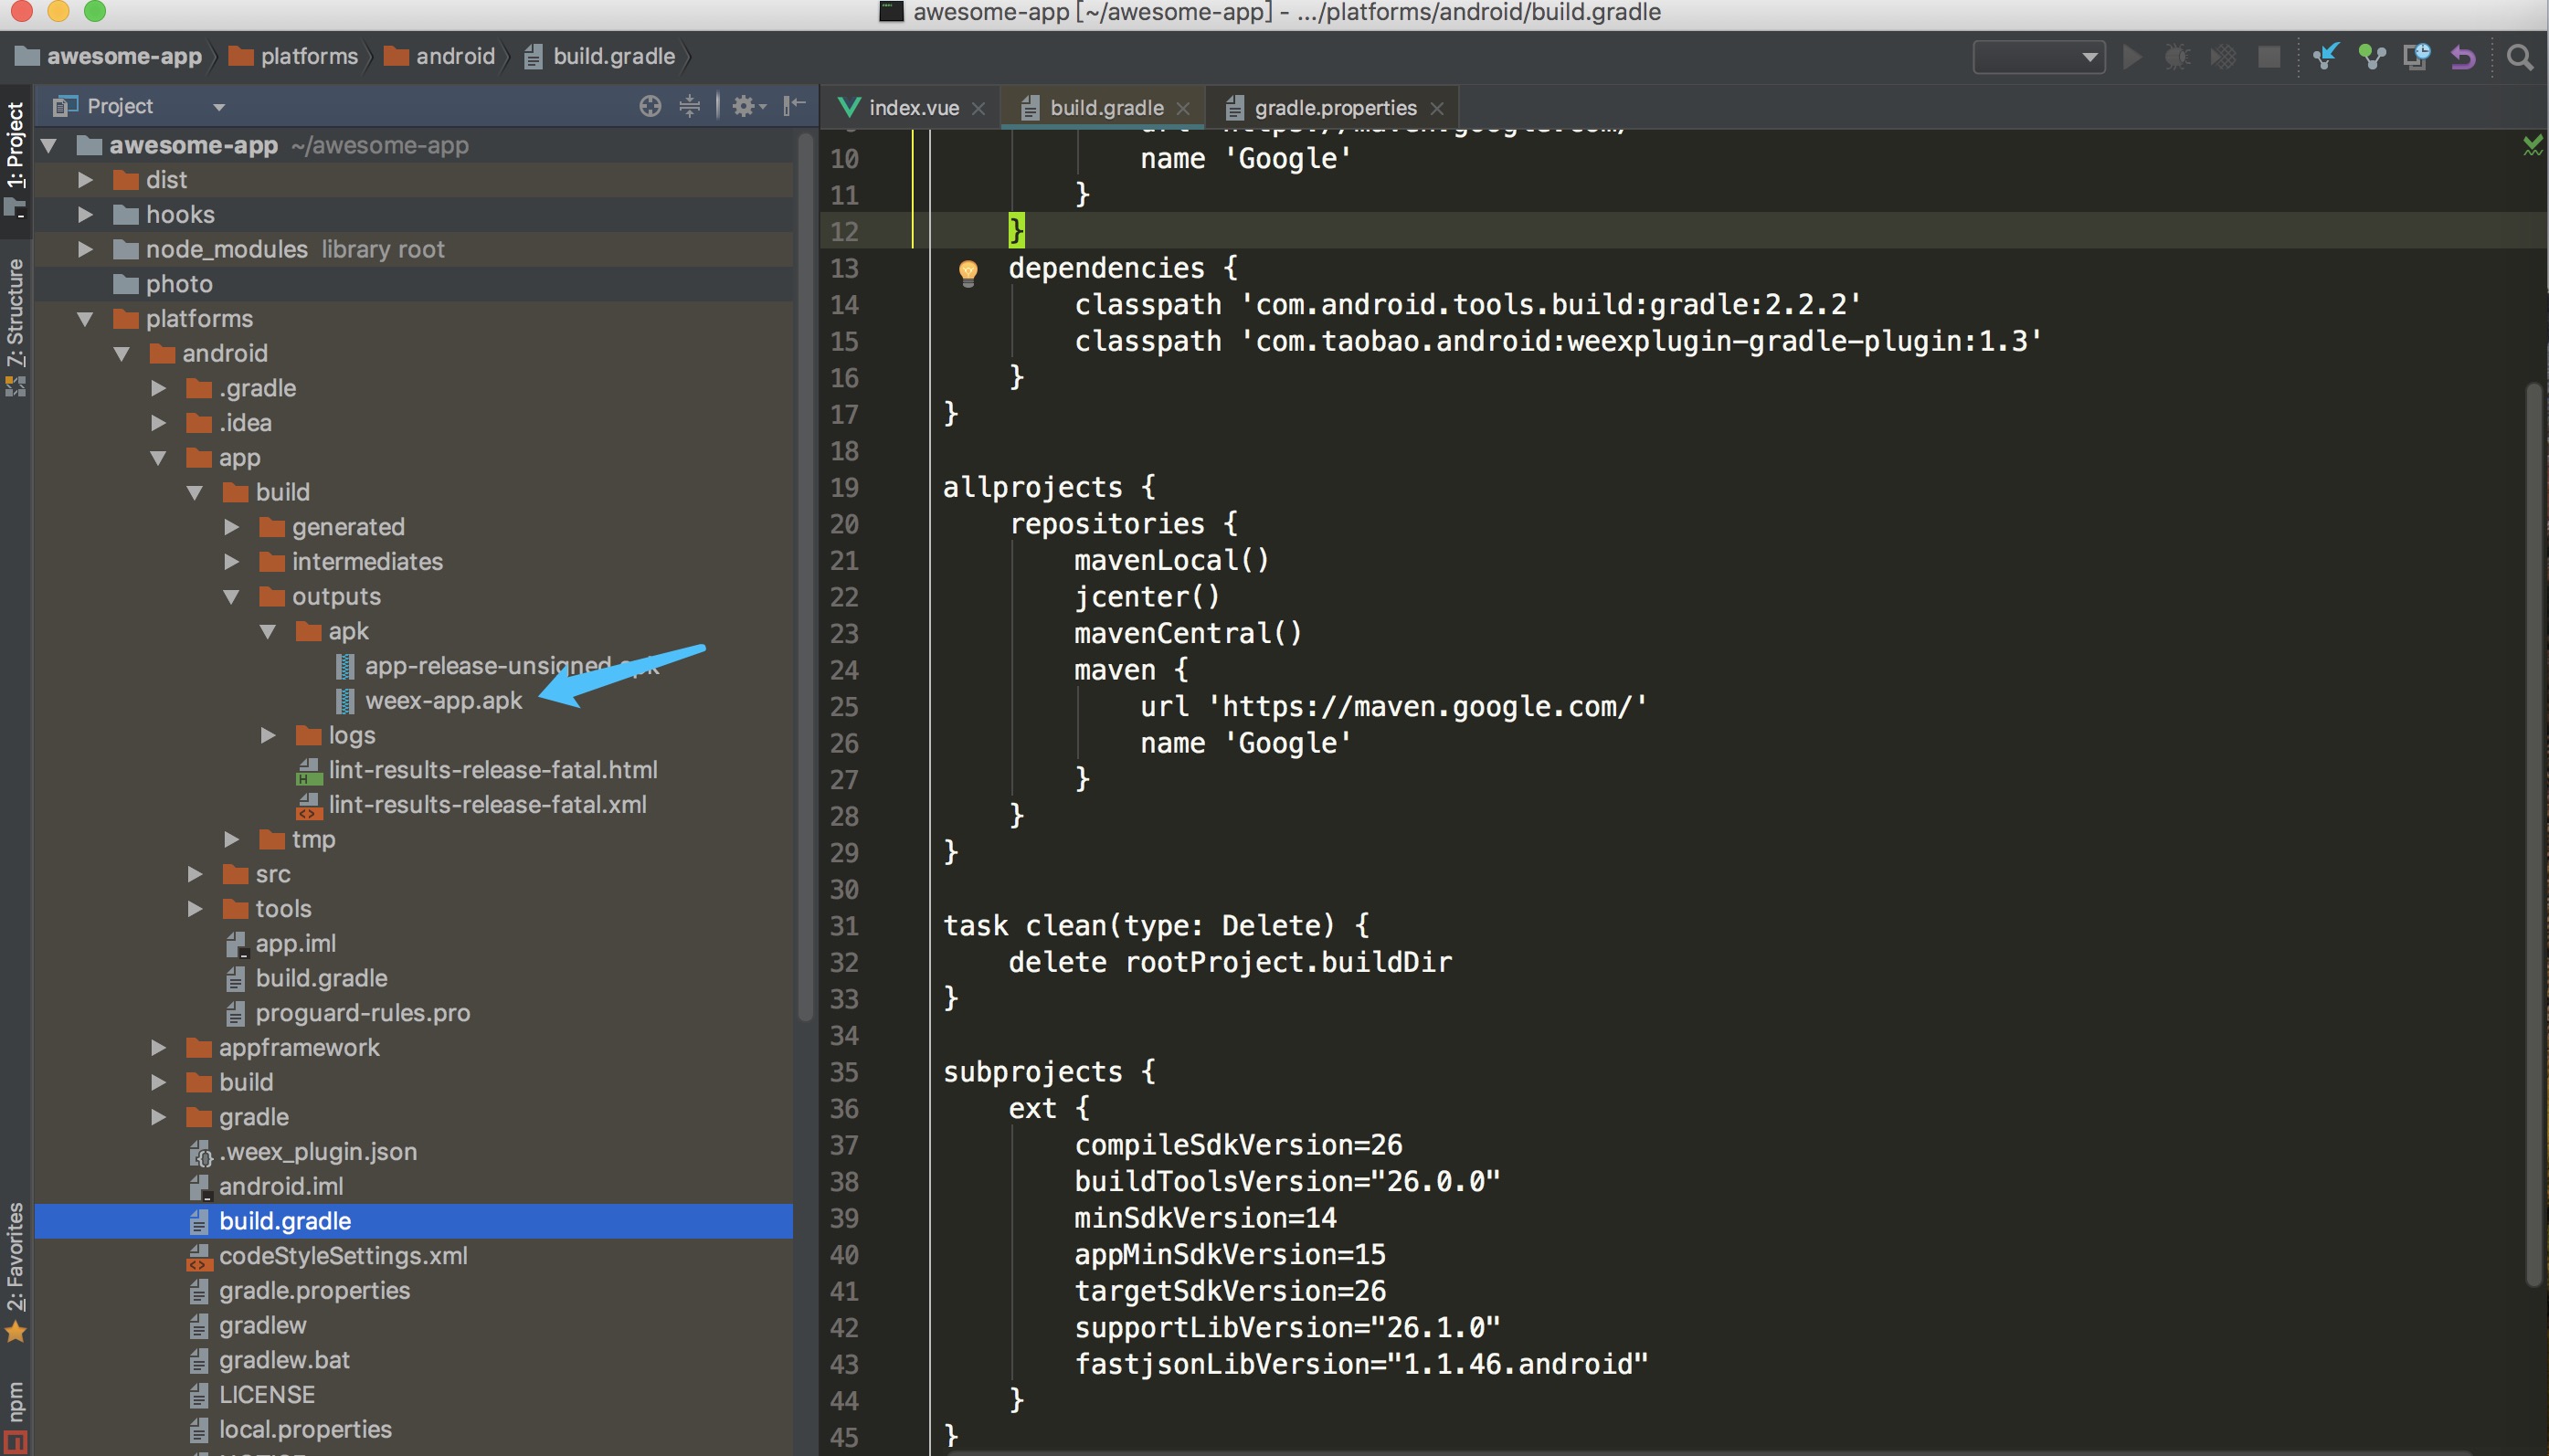 awesome-app [~/awesome-app] - .../platforms/android/build.gradle
awesome-app platforms android build.gradle
1: Project
7: Structure
2: Favorites
npm
Project
awesome-app ~/awesome-app
dist
hooks
node_modules library root
photo
platforms
android
.gradle
.idea
app
build
generated
intermediates
outputs
apk
app-release-unsigned.apk
weex-app.apk
logs
lint-results-release-fatal.html
lint-results-release-fatal.xml
tmp
src
tools
app.iml
build.gradle
proguard-rules.pro
appframework
build
gradle
.weex_plugin.json
android.iml
build.gradle
codeStyleSettings.xml
gradle.properties
gradlew
gradlew.bat
LICENSE
local.properties
index.vue build.gradle gradle.properties
10 name 'Google'
11 }
12 }
13 dependencies {
14 classpath 'com.android.tools.build:gradle:2.2.2'
15 classpath 'com.taobao.android:weexplugin-gradle-plugin:1.3'
16 }
17 }
18
19 allprojects {
20 repositories {
21 mavenLocal()
22 jcenter()
23 mavenCentral()
24 maven {
25 url 'https://maven.google.com/'
26 name 'Google'
27 }
28 }
29 }
30
31 task clean(type: Delete) {
32 delete rootProject.buildDir
33 }
34
35 subprojects {
36 ext {
37 compileSdkVersion=26
38 buildToolsVersion="26.0.0"
39 minSdkVersion=14
40 appMinSdkVersion=15
41 targetSdkVersion=26
42 supportLibVersion="26.1.0"
43 fastjsonLibVersion="1.1.46.android"
44 }
45 }